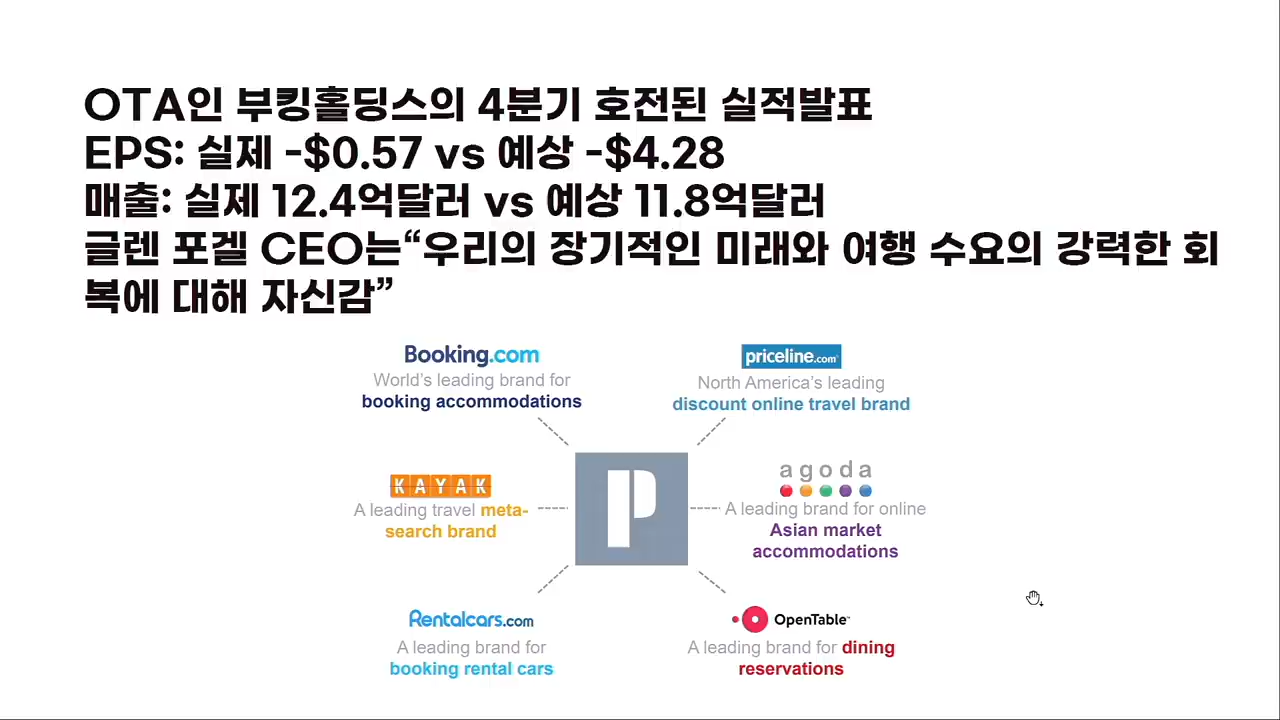 OTA인 부킹홀딩스의 4분기 호전된 실적발표
EPS: 실제 -$0.57 vs 예상 -$4.28
매출: 실제 12.4억달러 vs 예상 11.8억달러
글렌 포겔 CEO는“우리의 장기적인 미래와 여행 수요의 강력한 회
복에 대해 자신감”
Booking.com
World's leading brand for
booking accommodations
priceline.com
North America's leading
discount online travel brand
KAYAK
A leading travel meta-
search brand
P
agoda
A leading brand for online
Asian market
accommodations
Rentalcars.com
A leading brand for
booking rental cars
OpenTable™
A leading brand for dining
reservations